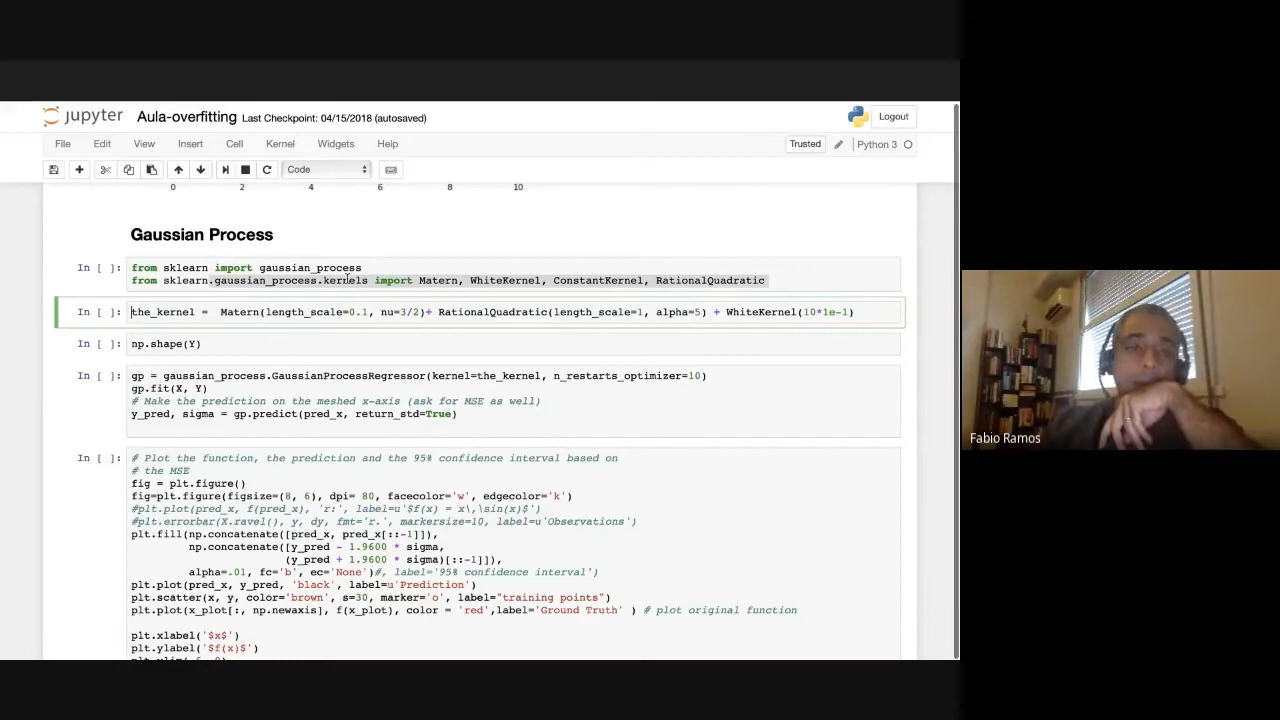 jupyter Aula-overfitting Last Checkpoint: 04/15/2018 (autosaved)
Logout
File Edit View Insert Cell Kernel Widgets Help
Trusted Python 3
Code
0 2 4 6 8 10
Gaussian Process
In [ ]: from sklearn import gaussian_process
from sklearn.gaussian_process.kernels import Matern, WhiteKernel, ConstantKernel, RationalQuadratic
In [ ]: the_kernel =  Matern(length_scale=0.1, nu=3/2)+ RationalQuadratic(length_scale=1, alpha=5) + WhiteKernel(10*1e-1)
In [ ]: np.shape(Y)
In [ ]: gp = gaussian_process.GaussianProcessRegressor(kernel=the_kernel, n_restarts_optimizer=10)
gp.fit(X, Y)
# Make the prediction on the meshed x-axis (ask for MSE as well)
y_pred, sigma = gp.predict(pred_x, return_std=True)
In [ ]: # Plot the function, the prediction and the 95% confidence interval based on
# the MSE
fig = plt.figure()
fig=plt.figure(figsize=(8, 6), dpi= 80, facecolor='w', edgecolor='k')
#plt.plot(pred_x, f(pred_x), 'r:', label=u'$f(x) = x\,\sin(x)$')
#plt.errorbar(X.ravel(), y, dy, fmt='r.', markersize=10, label=u'Observations')
plt.fill(np.concatenate([pred_x, pred_x[::-1]]),
np.concatenate([y_pred - 1.9600 * sigma,
(y_pred + 1.9600 * sigma)[::-1]]),
alpha=.01, fc='b', ec='None')#, label='95% confidence interval')
plt.plot(pred_x, y_pred, 'black', label=u'Prediction')
plt.scatter(x, y, color='brown', s=30, marker='o', label="training points")
plt.plot(x_plot[:, np.newaxis], f(x_plot), color = 'red',label='Ground Truth' ) # plot original function
plt.xlabel('$x$')
plt.ylabel('$f(x)$')
Fabio Ramos